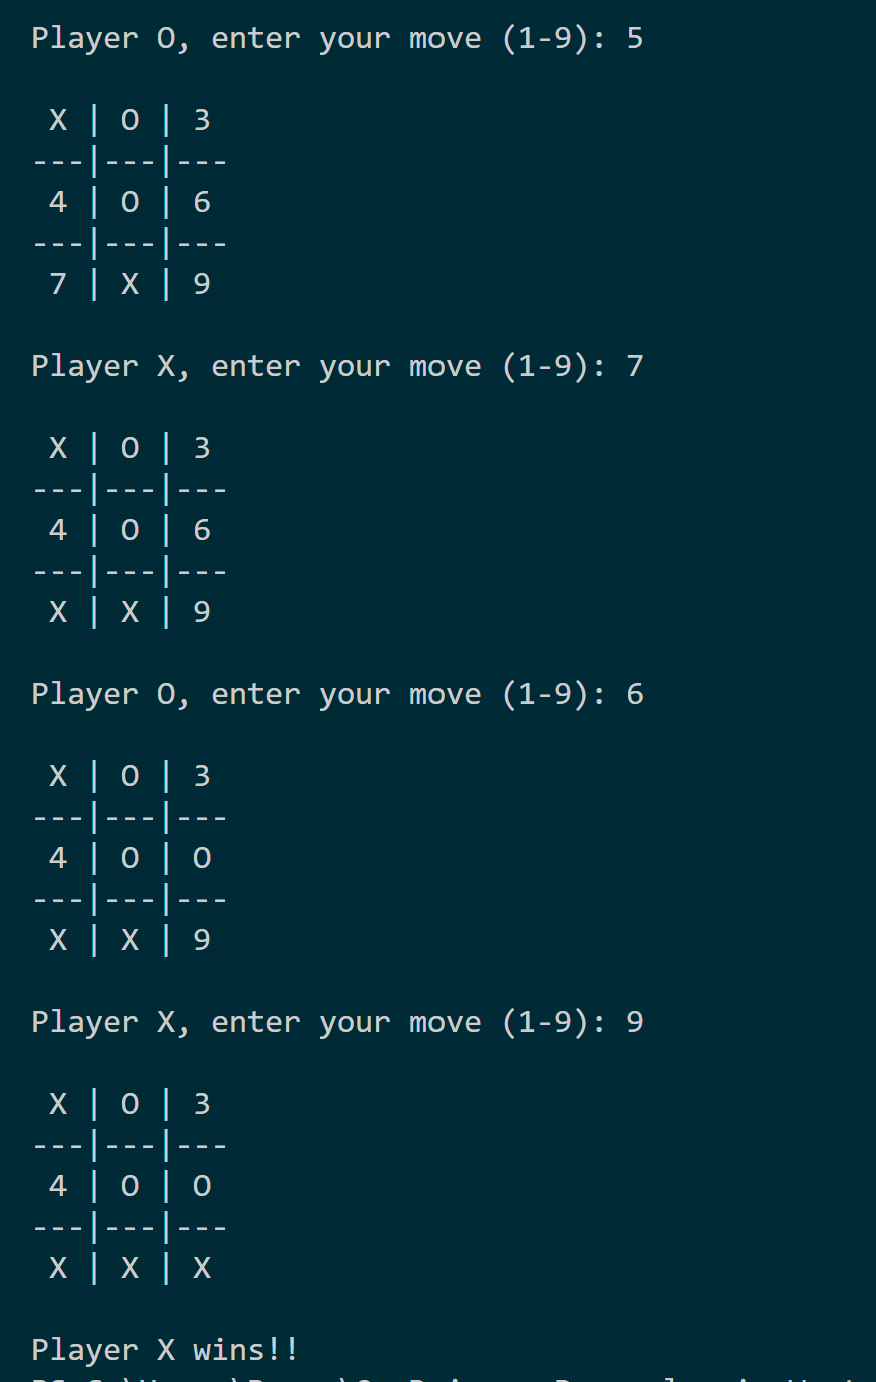 Player O, enter your move (1-9): 5
 X | O | 3
---|---|---
 4 | O | 6
---|---|---
 7 | X | 9
Player X, enter your move (1-9): 7
 X | O | 3
---|---|---
 4 | O | 6
---|---|---
 X | X | 9
Player O, enter your move (1-9): 6
 X | O | 3
---|---|---
 4 | O | O
---|---|---
 X | X | 9
Player X, enter your move (1-9): 9
 X | O | 3
---|---|---
 4 | O | O
---|---|---
 X | X | X
Player X wins!!